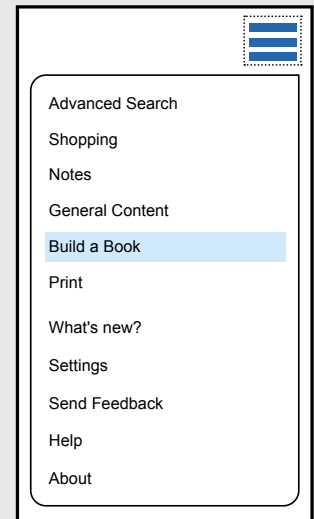 Advanced Search
Shopping
Notes
General Content
Build a Book
Print
What's new?
Settings
Send Feedback
Help
About